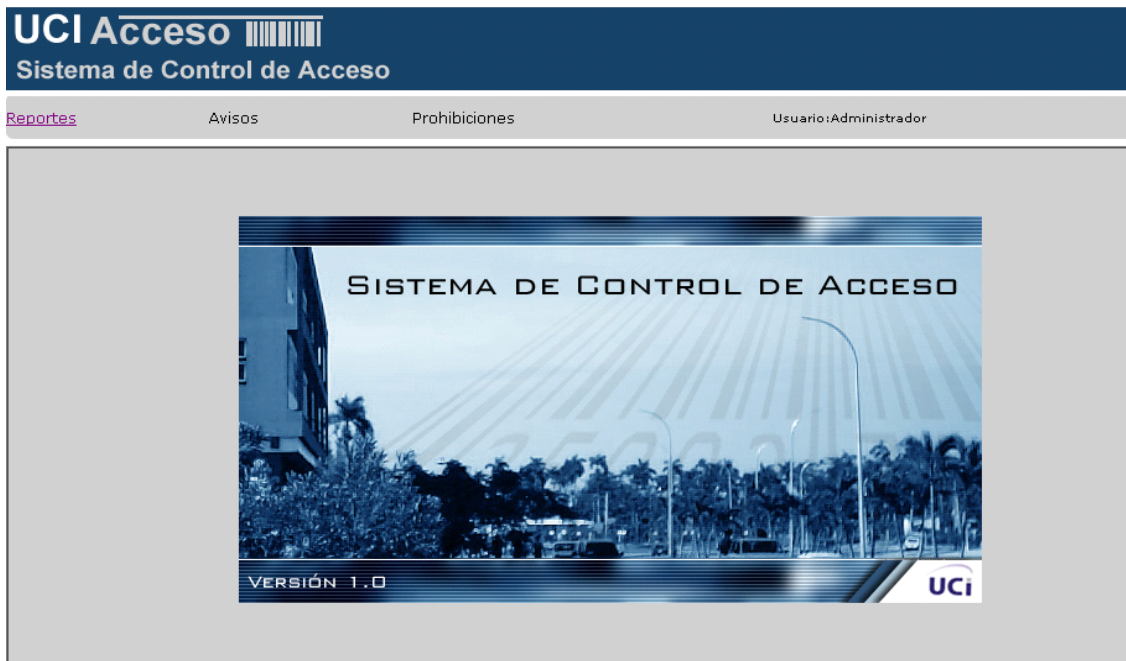 UCI Acceso
Sistema de Control de Acceso
Reportes Avisos Prohibiciones Usuario:Administrador
SISTEMA DE CONTROL DE ACCESO
VERSIÓN 1.0
UCi